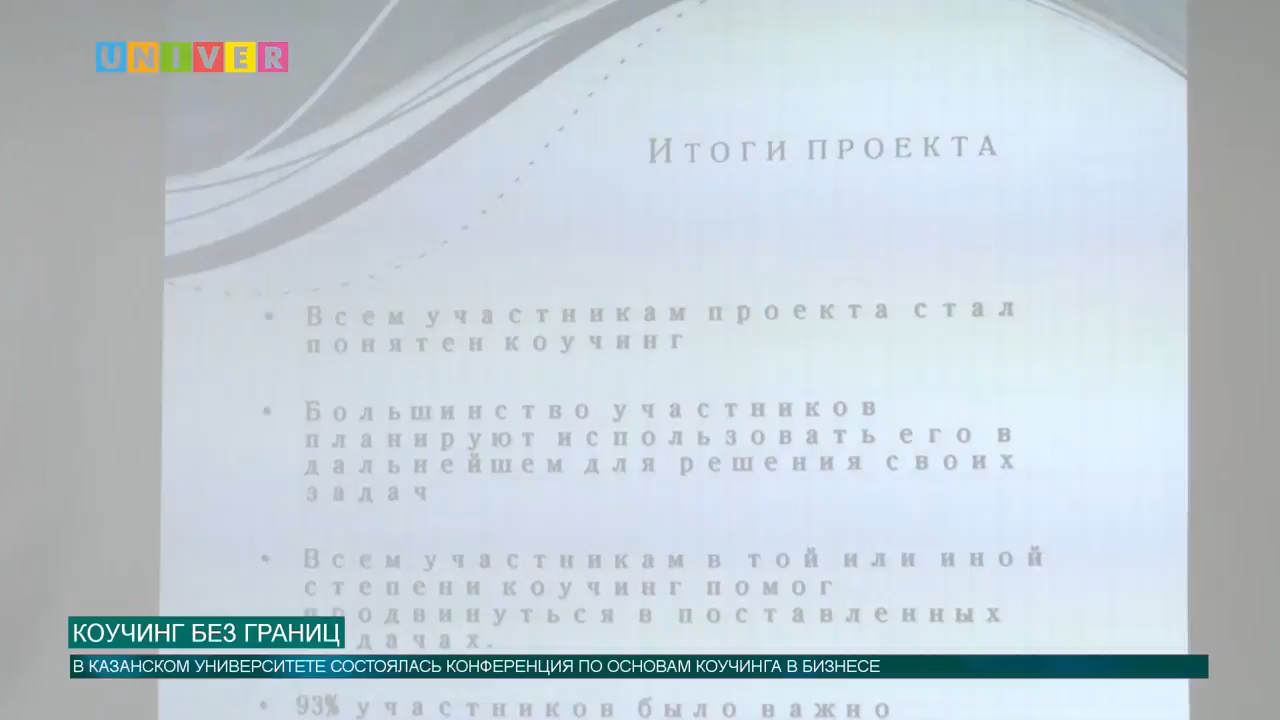 UNIVER
Итоги проекта
• Всем участникам проекта стал
понятен коучинг
• Большинство участников
планируют использовать его в
дальнейшем для решения своих
задач
• Всем участникам в той или иной
степени коучинг помог
продвинуться в поставленных
дачах.
КОУЧИНГ БЕЗ ГРАНИЦ
В КАЗАНСКОМ УНИВЕРСИТЕТЕ СОСТОЯЛАСЬ КОНФЕРЕНЦИЯ ПО ОСНОВАМ КОУЧИНГА В БИЗНЕСЕ
• 93% участников было важно